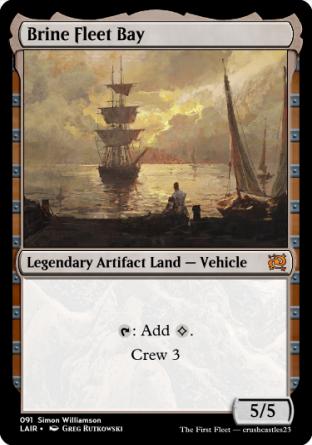 Brine Fleet Bay
Legendary Artifact Land — Vehicle
: Add .
Crew 3
5/5
091 Simon Williamson
LAIR • Greg Rutkowski
The First Fleet — crushcastles23